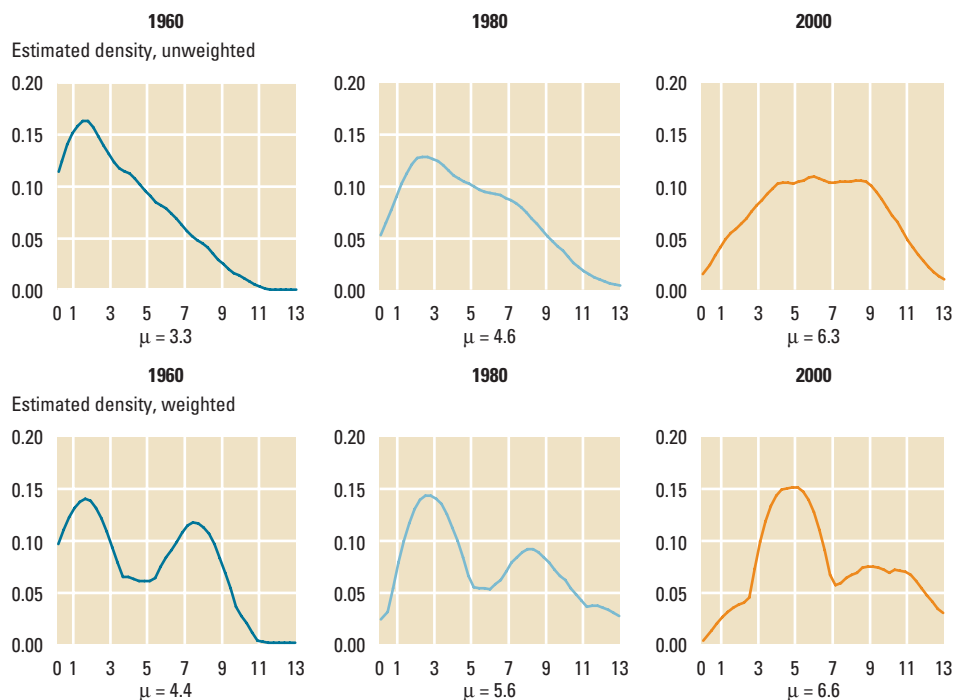 1960 1980 2000
Estimated density, unweighted
0.20 0.20 0.20
0.15 0.15 0.15
0.10 0.10 0.10
0.05 0.05 0.05
0.00 0.00 0.00
0 1 3 5 7 9 11 13 0 1 3 5 7 9 11 13 0 1 3 5 7 9 11 13
μ = 3.3 μ = 4.6 μ = 6.3
1960 1980 2000
Estimated density, weighted
0.20 0.20 0.20
0.15 0.15 0.15
0.10 0.10 0.10
0.05 0.05 0.05
0.00 0.00 0.00
0 1 3 5 7 9 11 13 0 1 3 5 7 9 11 13 0 1 3 5 7 9 11 13
μ = 4.4 μ = 5.6 μ = 6.6